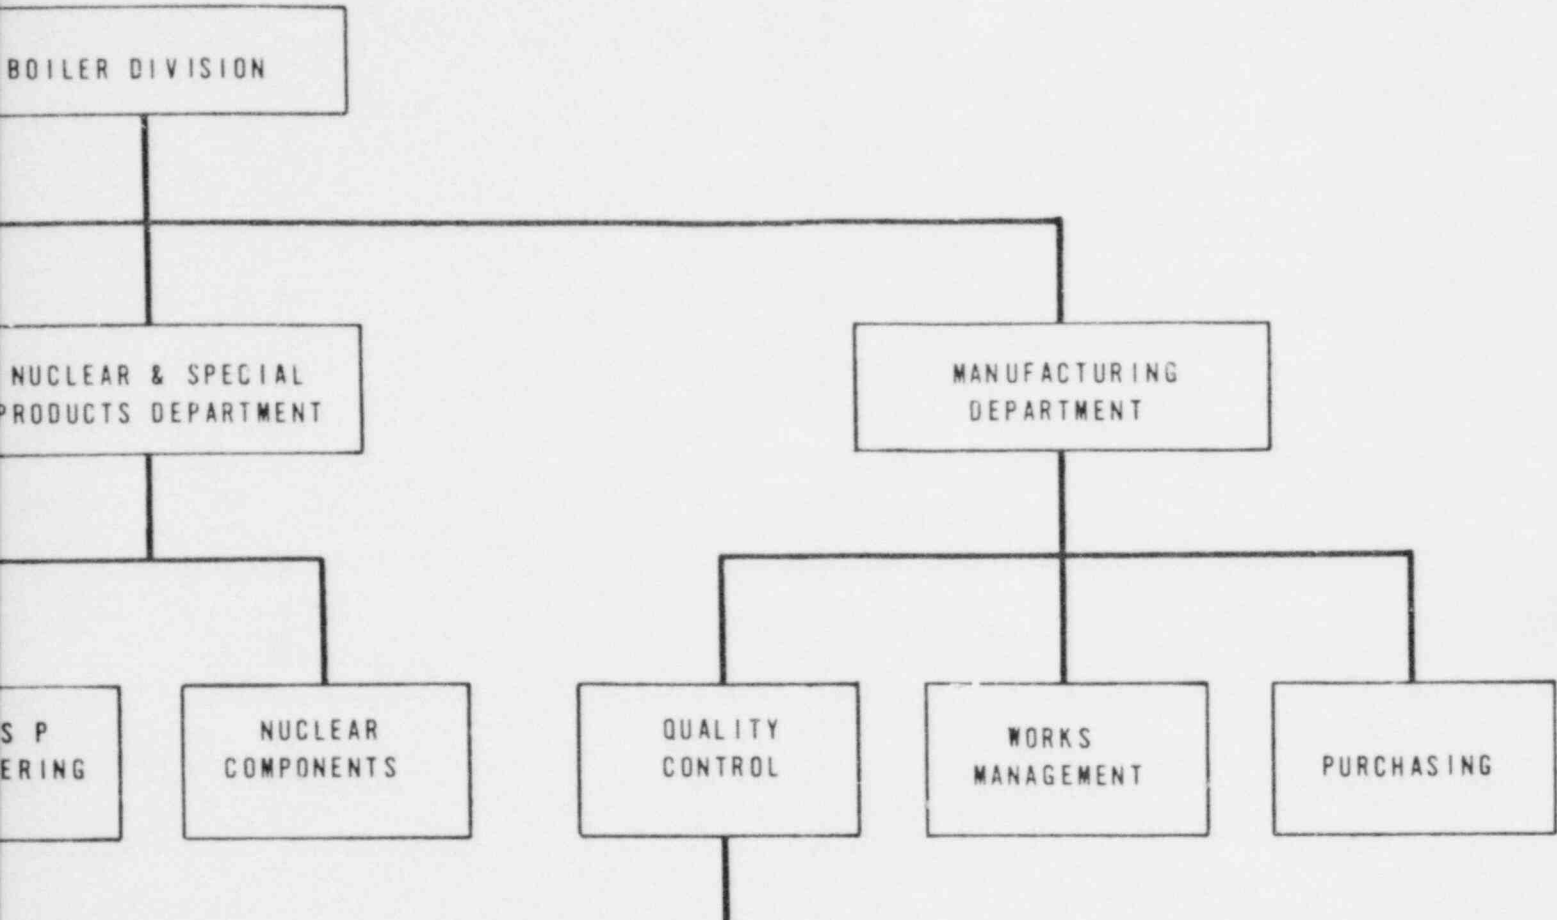 BOILER DIVISION
NUCLEAR & SPECIAL
PRODUCTS DEPARTMENT
MANUFACTURING
DEPARTMENT
S P
ERING
NUCLEAR
COMPONENTS
QUALITY
CONTROL
WORKS
MANAGEMENT
PURCHASING